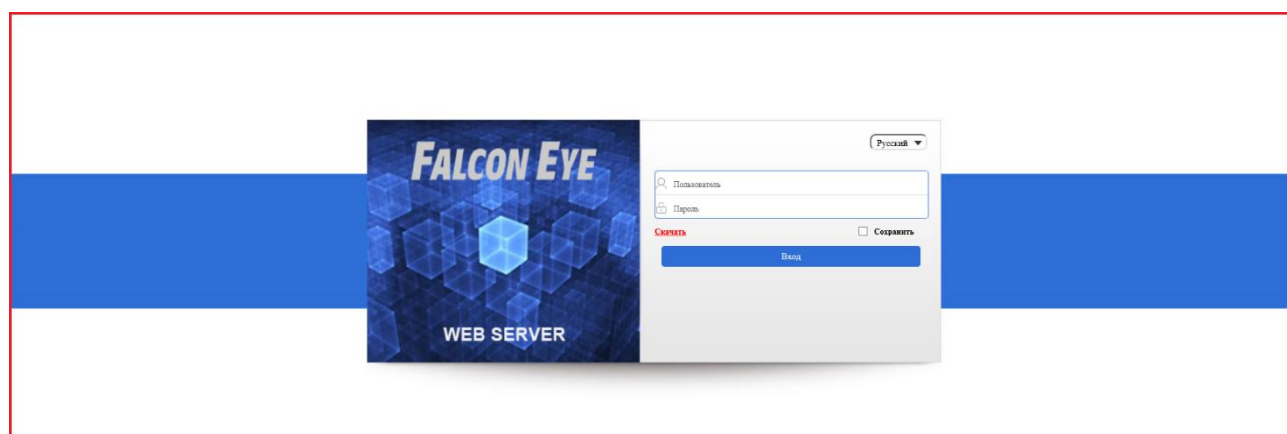 FALCON EYE
WEB SERVER
Русский
Пользователь
Пароль
Скачать
Сохранить
Вход